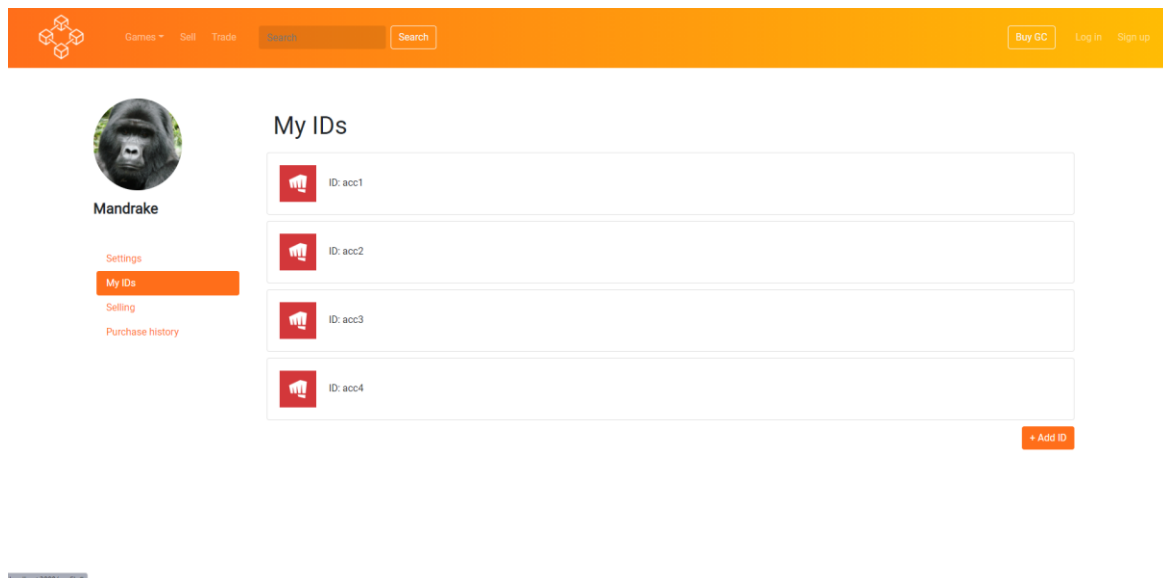 Games Sell Trade Search Search Buy GC Log in Sign up
My IDs
ID: acc1
Mandrake
ID: acc2
Settings
My IDs
Selling
ID: acc3
Purchase history
ID: acc4
+ Add ID